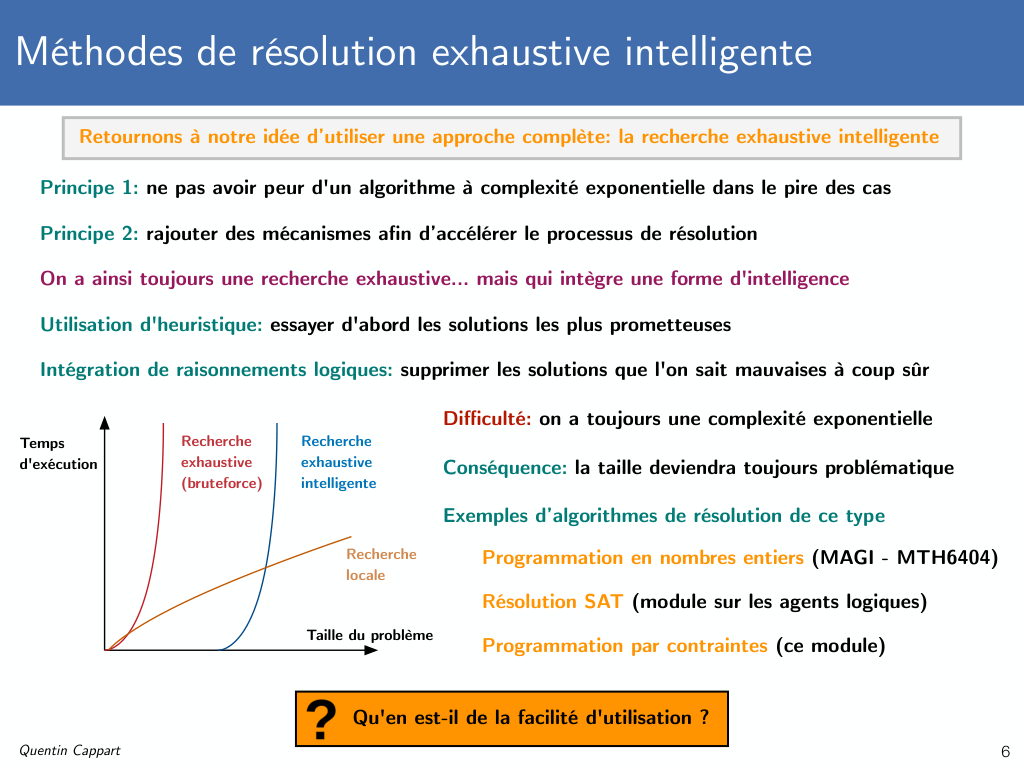 Méthodes de résolution exhaustive intelligente
Retournons à notre idée d'utiliser une approche complète: la recherche exhaustive intelligente
Principe 1: ne pas avoir peur d'un algorithme à complexité exponentielle dans le pire des cas
Principe 2: rajouter des mécanismes afin d'accélérer le processus de résolution
On a ainsi toujours une recherche exhaustive... mais qui intègre une forme d'intelligence
Utilisation d'heuristique: essayer d'abord les solutions les plus prometteuses
Intégration de raisonnements logiques: supprimer les solutions que l'on sait mauvaises à coup sûr
Temps
d'exécution
Recherche
exhaustive
(bruteforce)
Recherche
exhaustive
intelligente
Recherche
locale
Taille du problème
Difficulté: on a toujours une complexité exponentielle
Conséquence: la taille deviendra toujours problématique
Exemples d'algorithmes de résolution de ce type
Programmation en nombres entiers (MAGI - MTH6404)
Résolution SAT (module sur les agents logiques)
Programmation par contraintes (ce module)
? Qu'en est-il de la facilité d'utilisation ?
Quentin Cappart
6